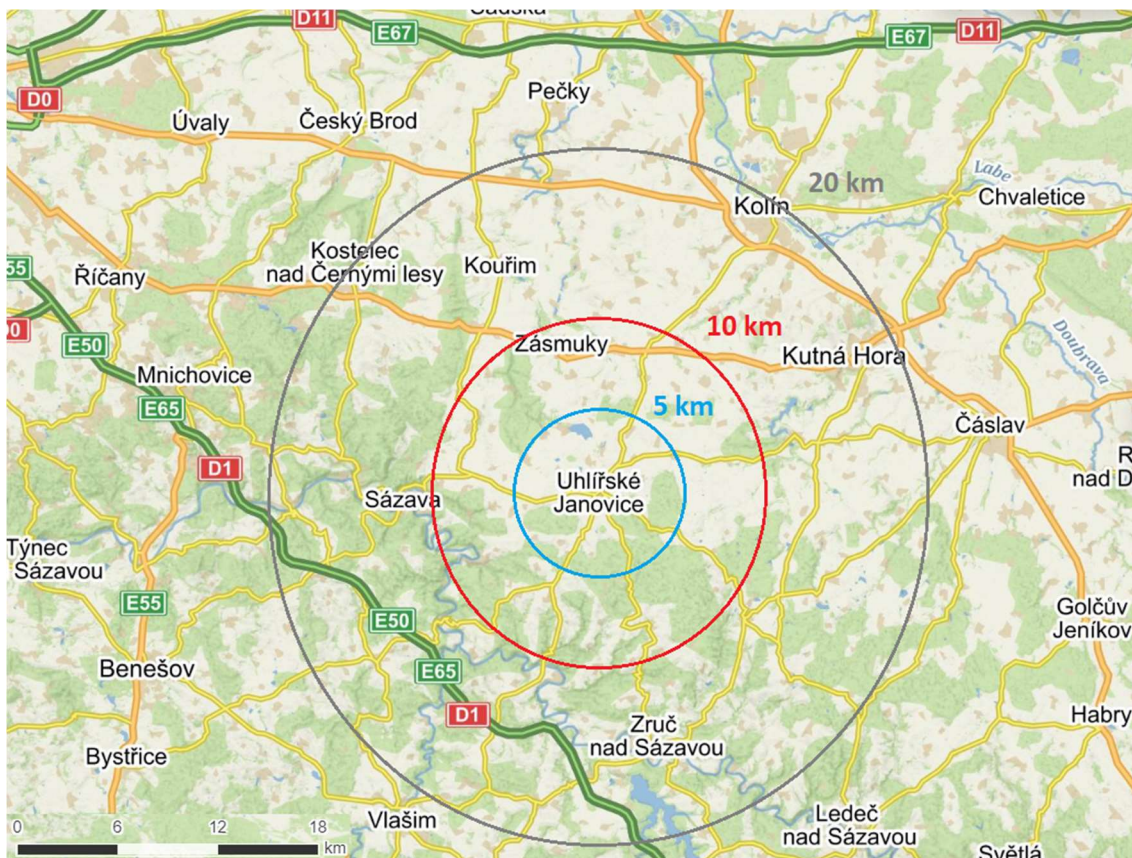 Sadská
D11
E67
E67
D11
D0
Pečky
Úvaly
Český Brod
20 km
Labe
Kolín
Chvaletice
Kostelec
nad Černými lesy
Kouřim
Říčany
55
10 km
Doubrava
E50
Zásmuky
Kutná Hora
Mnichovice
E65
5 km
Čáslav
D1
R
nad D
Uhlířské
Janovice
Sázava
Týnec
Sázavou
E55
E50
Golčův
Jeníkov
Benešov
E65
D1
Habry
Zruč
nad Sázavou
Bystřice
Vlašim
Ledeč
nad Sázavou
0 6 12 18
km
Světlá